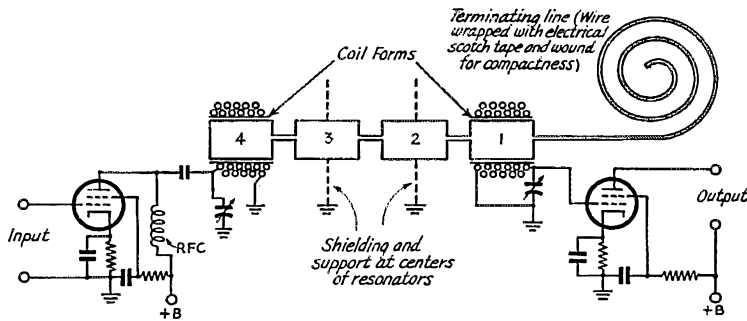 Terminating line (Wire
wrapped with electrical
scotch tape and wound
for compactness)
Coil Forms
4
3
2
1
Input
RFC
+B
Shielding and
support at centers
of resonators
Output
+B